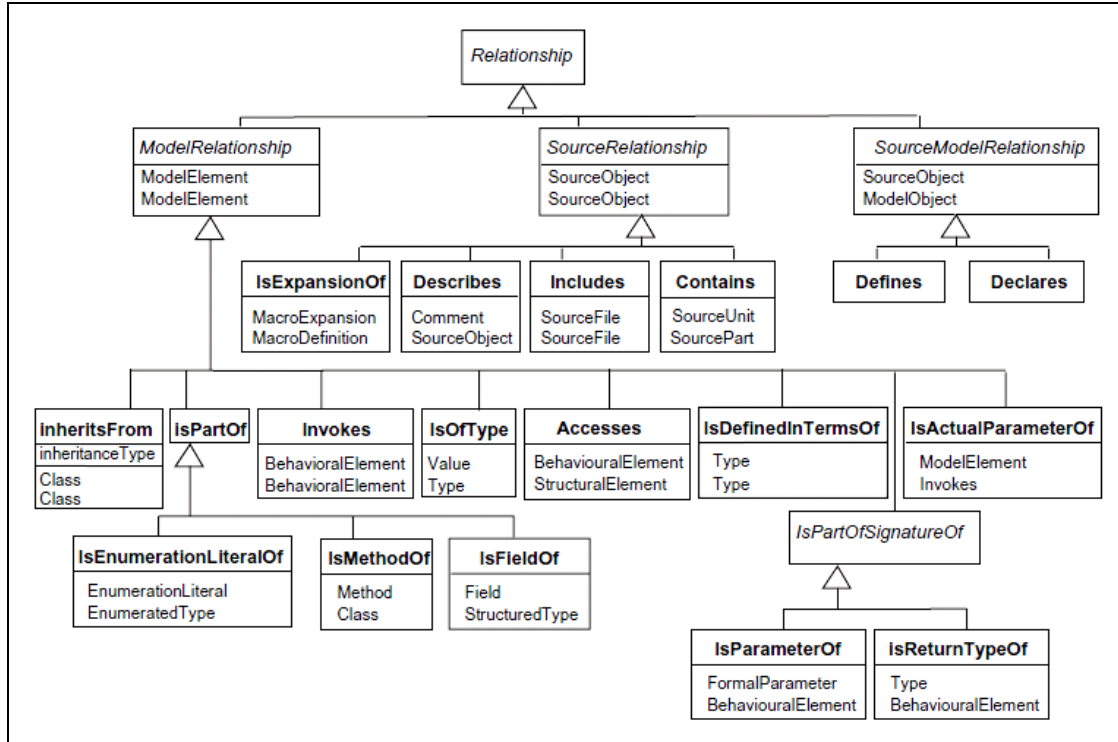 Relationship
ModelRelationship
ModelElement
ModelElement
SourceRelationship
SourceObject
SourceObject
SourceModelRelationship
SourceObject
ModelObject
IsExpansionOf
MacroExpansion
MacroDefinition
Describes
Comment
SourceObject
Includes
SourceFile
SourceFile
Contains
SourceUnit
SourcePart
Defines
Declares
inheritsFrom
inheritanceType
Class
Class
isPartOf
Invokes
BehavioralElement
BehavioralElement
IsOfType
Value
Type
Accesses
BehaviouralElement
StructuralElement
IsDefinedInTermsOf
Type
Type
IsActualParameterOf
ModelElement
Invokes
IsPartOfSignatureOf
IsEnumerationLiteralOf
EnumerationLiteral
EnumeratedType
IsMethodOf
Method
Class
IsFieldOf
Field
StructuredType
IsParameterOf
FormalParameter
BehaviouralElement
isReturnTypeOf
Type
BehaviouralElement